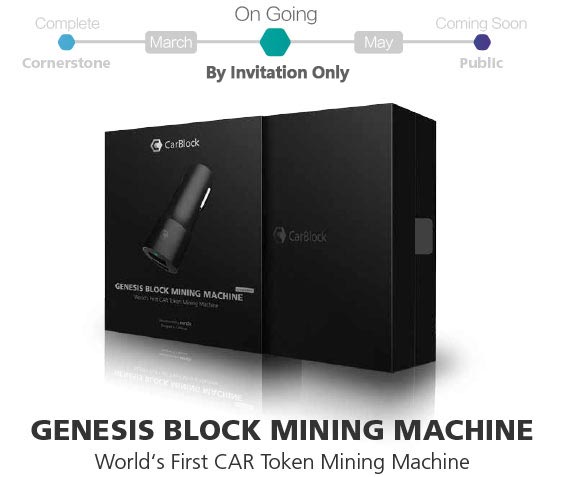 On Going
Complete
Coming Soon
March
May
Cornerstone
By Invitation Only
Public
CarBlock
CarBlock
GENESIS BLOCK MINING MACHINE
World's First CAR Token Mining Machine
GENESIS BLOCK MINING MACHINE
World's First CAR Token Mining Machine